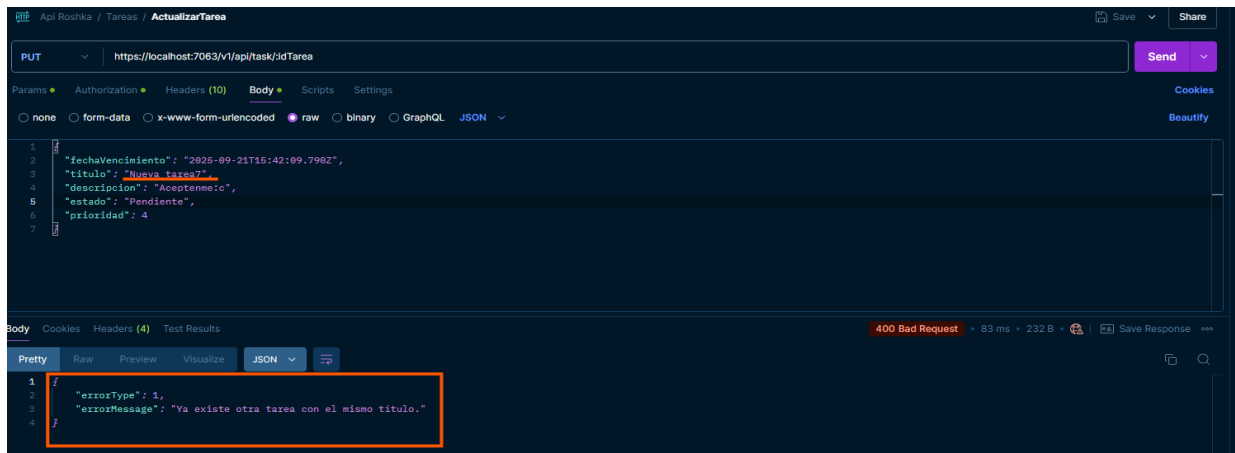 HTTP Api Roshka / Tareas / ActualizarTarea Save Share
PUT https://localhost:7063/v1/api/task/:idTarea Send
Params Authorization Headers (10) Body Scripts Settings Cookies
none form-data x-www-form-urlencoded raw binary GraphQL JSON Beautify
1 {
2 "fechaVencimiento": "2025-09-21T15:42:09.790Z",
3 "titulo": "Nueva tarea7",
4 "descripcion": "Aceptenme:c",
5 "estado": "Pendiente",
6 "prioridad": 4
7 }
Body Cookies Headers (4) Test Results 400 Bad Request • 83 ms • 232 B • e.g. Save Response
Pretty Raw Preview Visualize JSON
1 {
2 "errorType": 1,
3 "errorMessage": "Ya existe otra tarea con el mismo titulo."
4 }